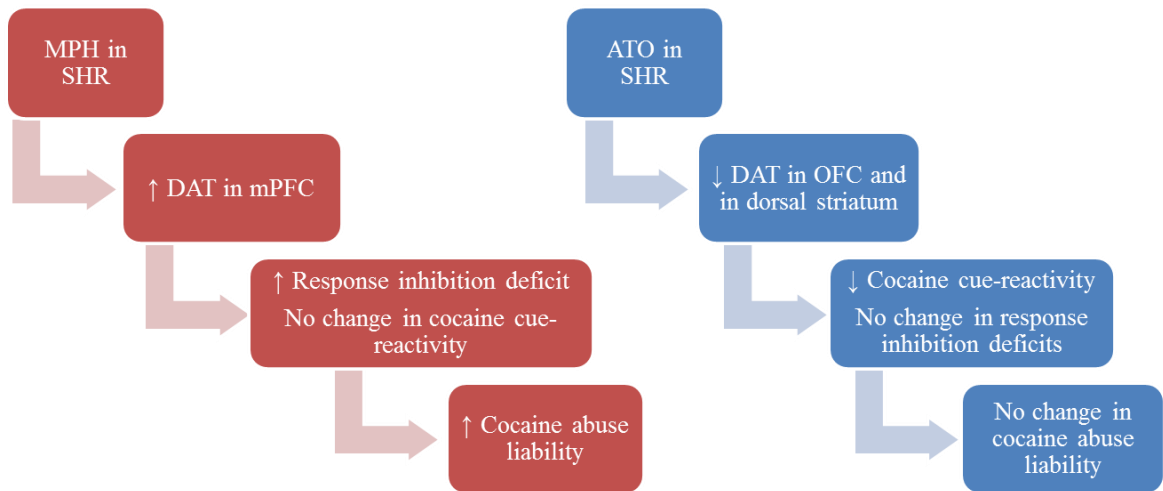 MPH in
SHR
↑ DAT in mPFC
↑ Response inhibition deficit
No change in cocaine cue-
reactivity
↑ Cocaine abuse
liability
ATO in
SHR
↓ DAT in OFC and
in dorsal striatum
↓ Cocaine cue-reactivity
No change in response
inhibition deficits
No change in
cocaine abuse
liability